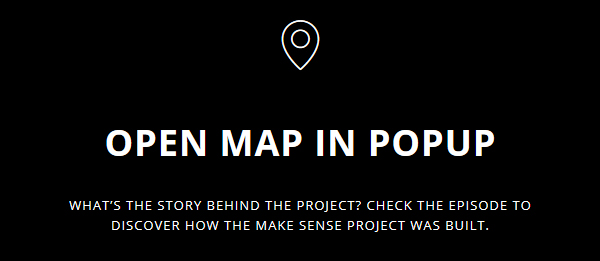 OPEN MAP IN POPUP
WHAT'S THE STORY BEHIND THE PROJECT? CHECK THE EPISODE TO
DISCOVER HOW THE MAKE SENSE PROJECT WAS BUILT.